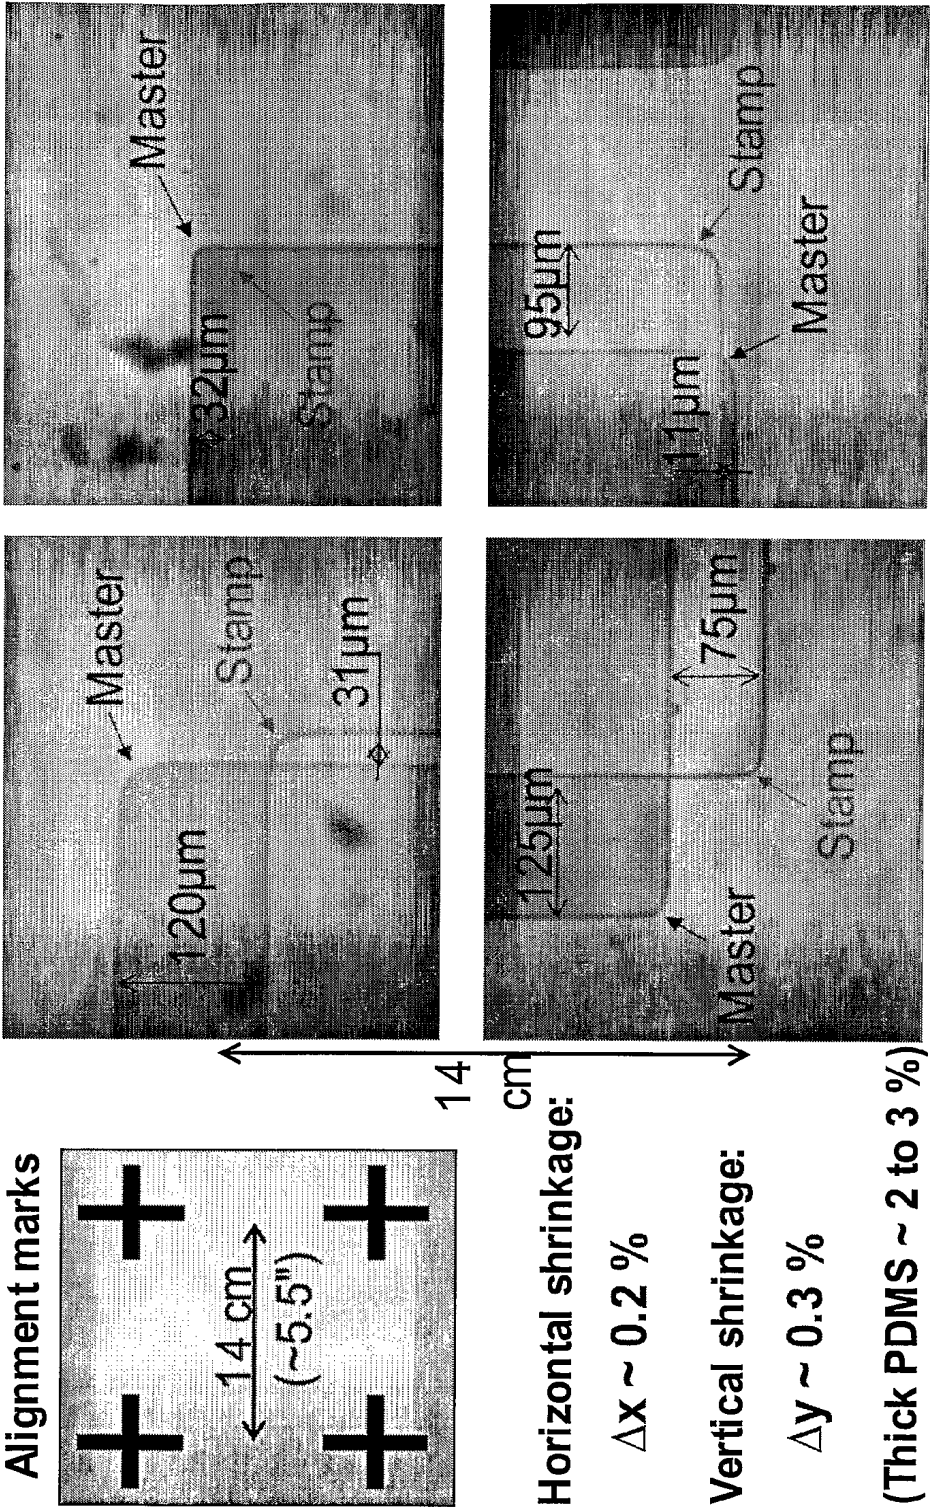 Alignment marks
14 cm
(~5.5")
Horizontal shrinkage:
Δx ~ 0.2 %
Vertical shrinkage:
Δy ~ 0.3 %
(Thick PDMS ~ 2 to 3 %)
14
cm
Master
120μm
Stamp
31μm
Master
32μm
Stamp
125μm
Master
75μm
Stamp
95μm
11μm
Stamp
Master